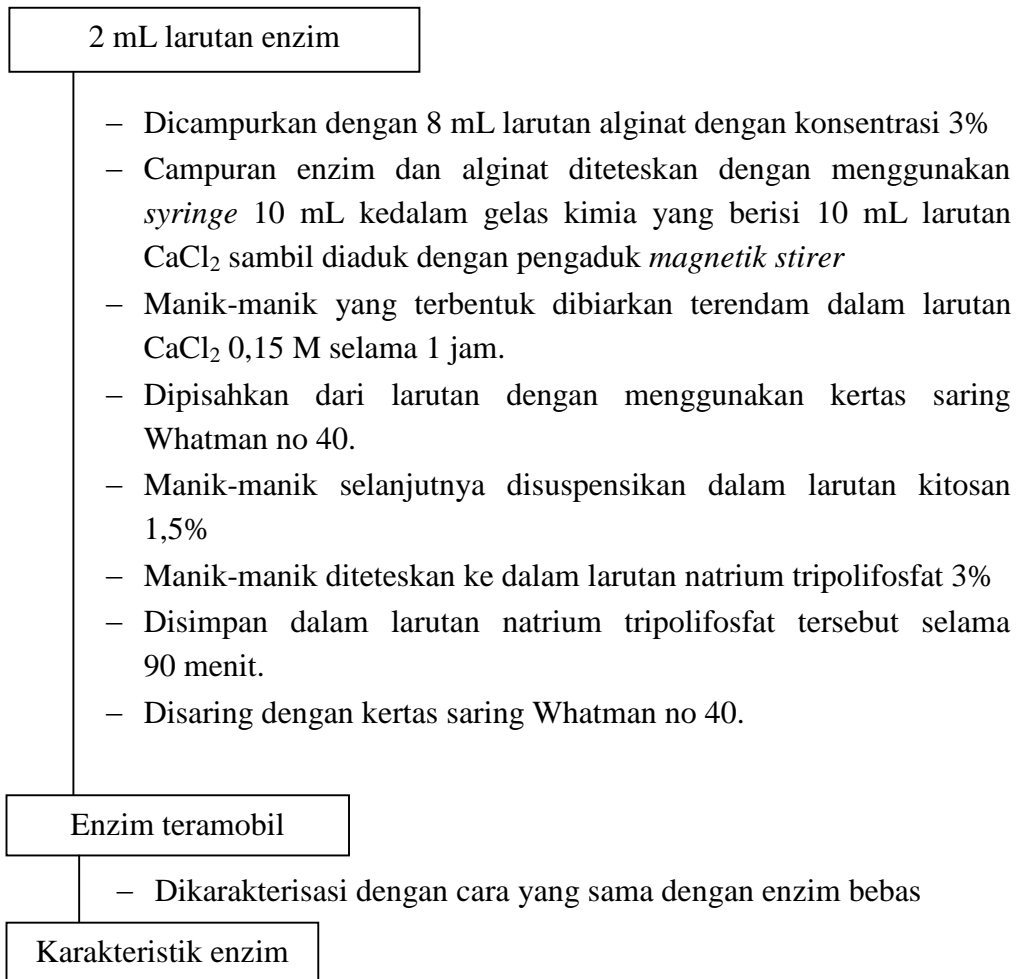 2 mL larutan enzim
− Dicampurkan dengan 8 mL larutan alginat dengan konsentrasi 3%
− Campuran enzim dan alginat diteteskan dengan menggunakan
syringe 10 mL kedalam gelas kimia yang berisi 10 mL larutan
CaCl₂ sambil diaduk dengan pengaduk magnetik stirer
− Manik-manik yang terbentuk dibiarkan terendam dalam larutan
CaCl₂ 0,15 M selama 1 jam.
− Dipisahkan dari larutan dengan menggunakan kertas saring
Whatman no 40.
− Manik-manik selanjutnya disuspensikan dalam larutan kitosan
1,5%
− Manik-manik diteteskan ke dalam larutan natrium tripolifosfat 3%
− Disimpan dalam larutan natrium tripolifosfat tersebut selama
90 menit.
− Disaring dengan kertas saring Whatman no 40.
Enzim teramobil
− Dikarakterisasi dengan cara yang sama dengan enzim bebas
Karakteristik enzim